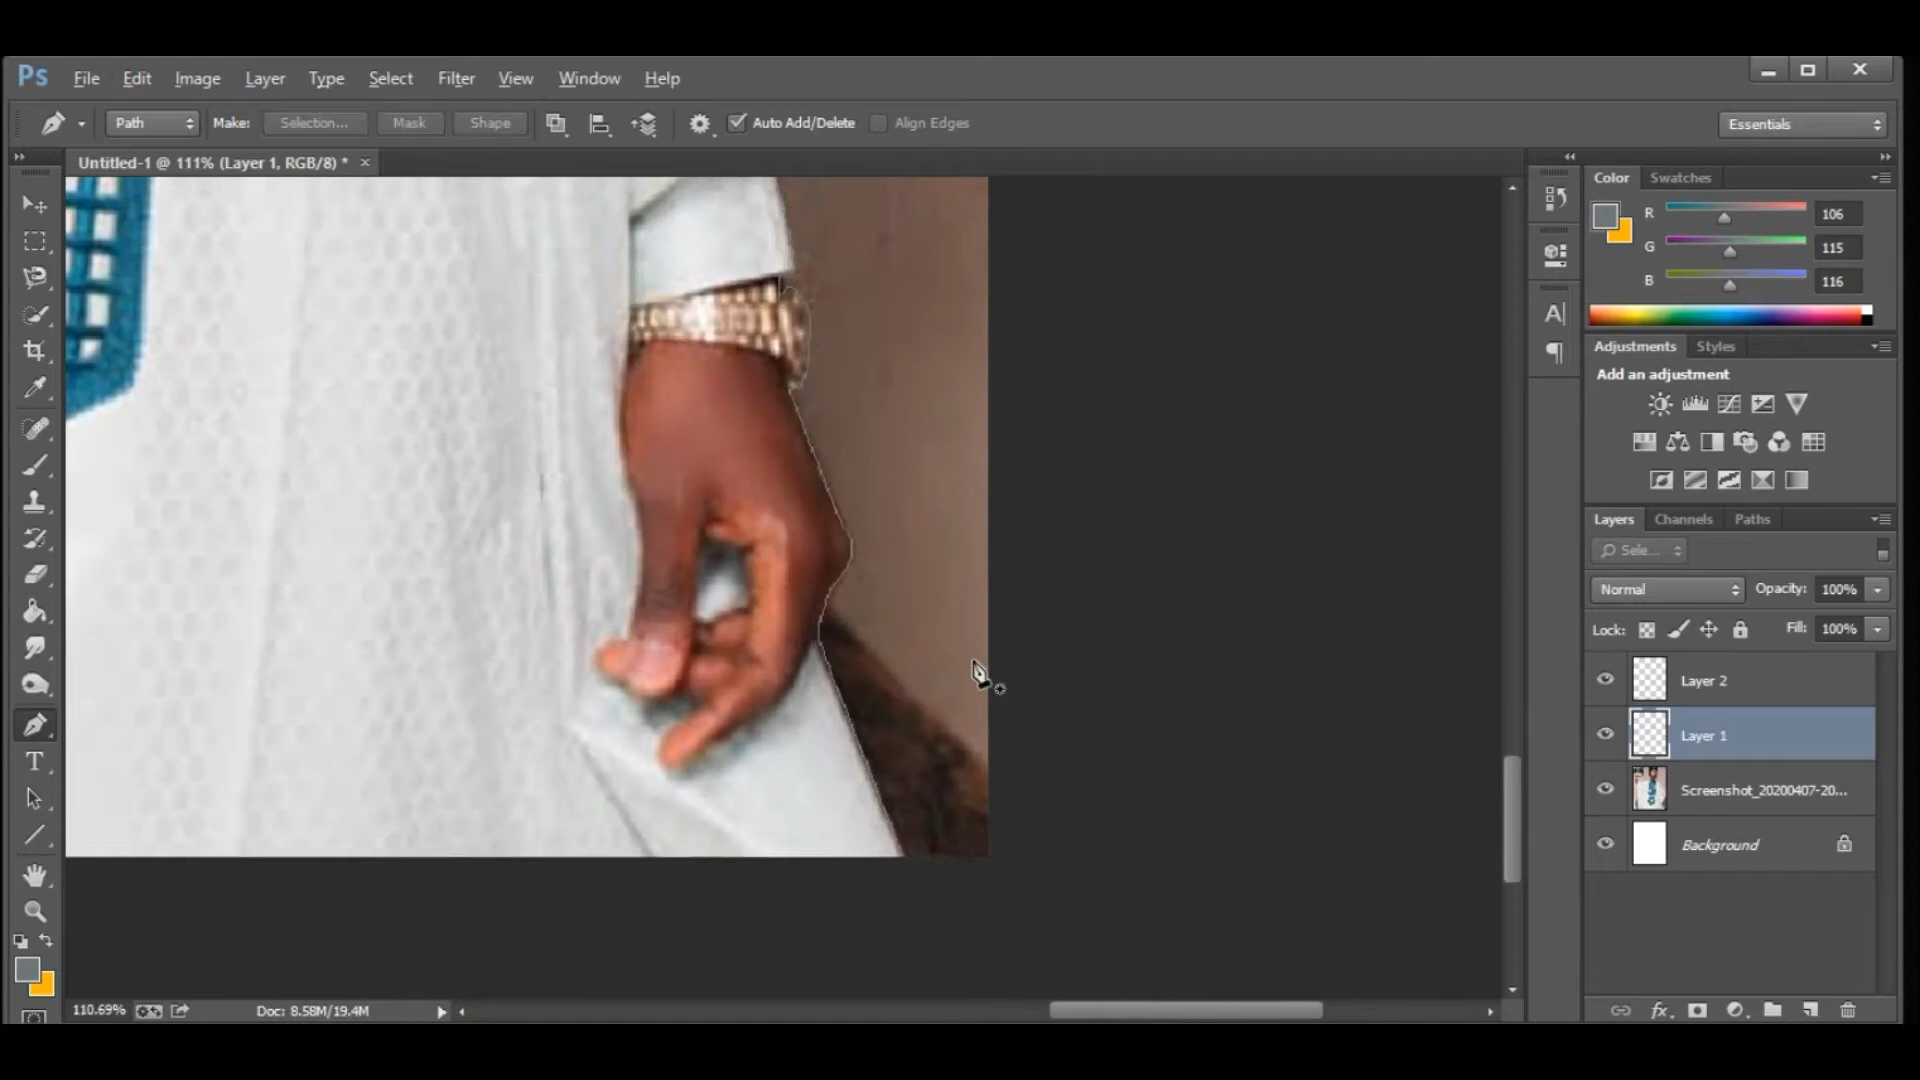 Ps File Edit Image Layer Type Select Filter View Window Help
Path Make: Selection... Mask Shape Auto Add/Delete Align Edges Essentials
Untitled-1 @ 111% (Layer 1, RGB/8) *
Color Swatches
R 106
G 115
B 116
Adjustments Styles
Add an adjustment
Layers Channels Paths
Sele...
Normal Opacity: 100%
Lock: Fill: 100%
Layer 2
Layer 1
Screenshot_20200407-20...
Background
110.69% Doc: 8.58M/19.4M